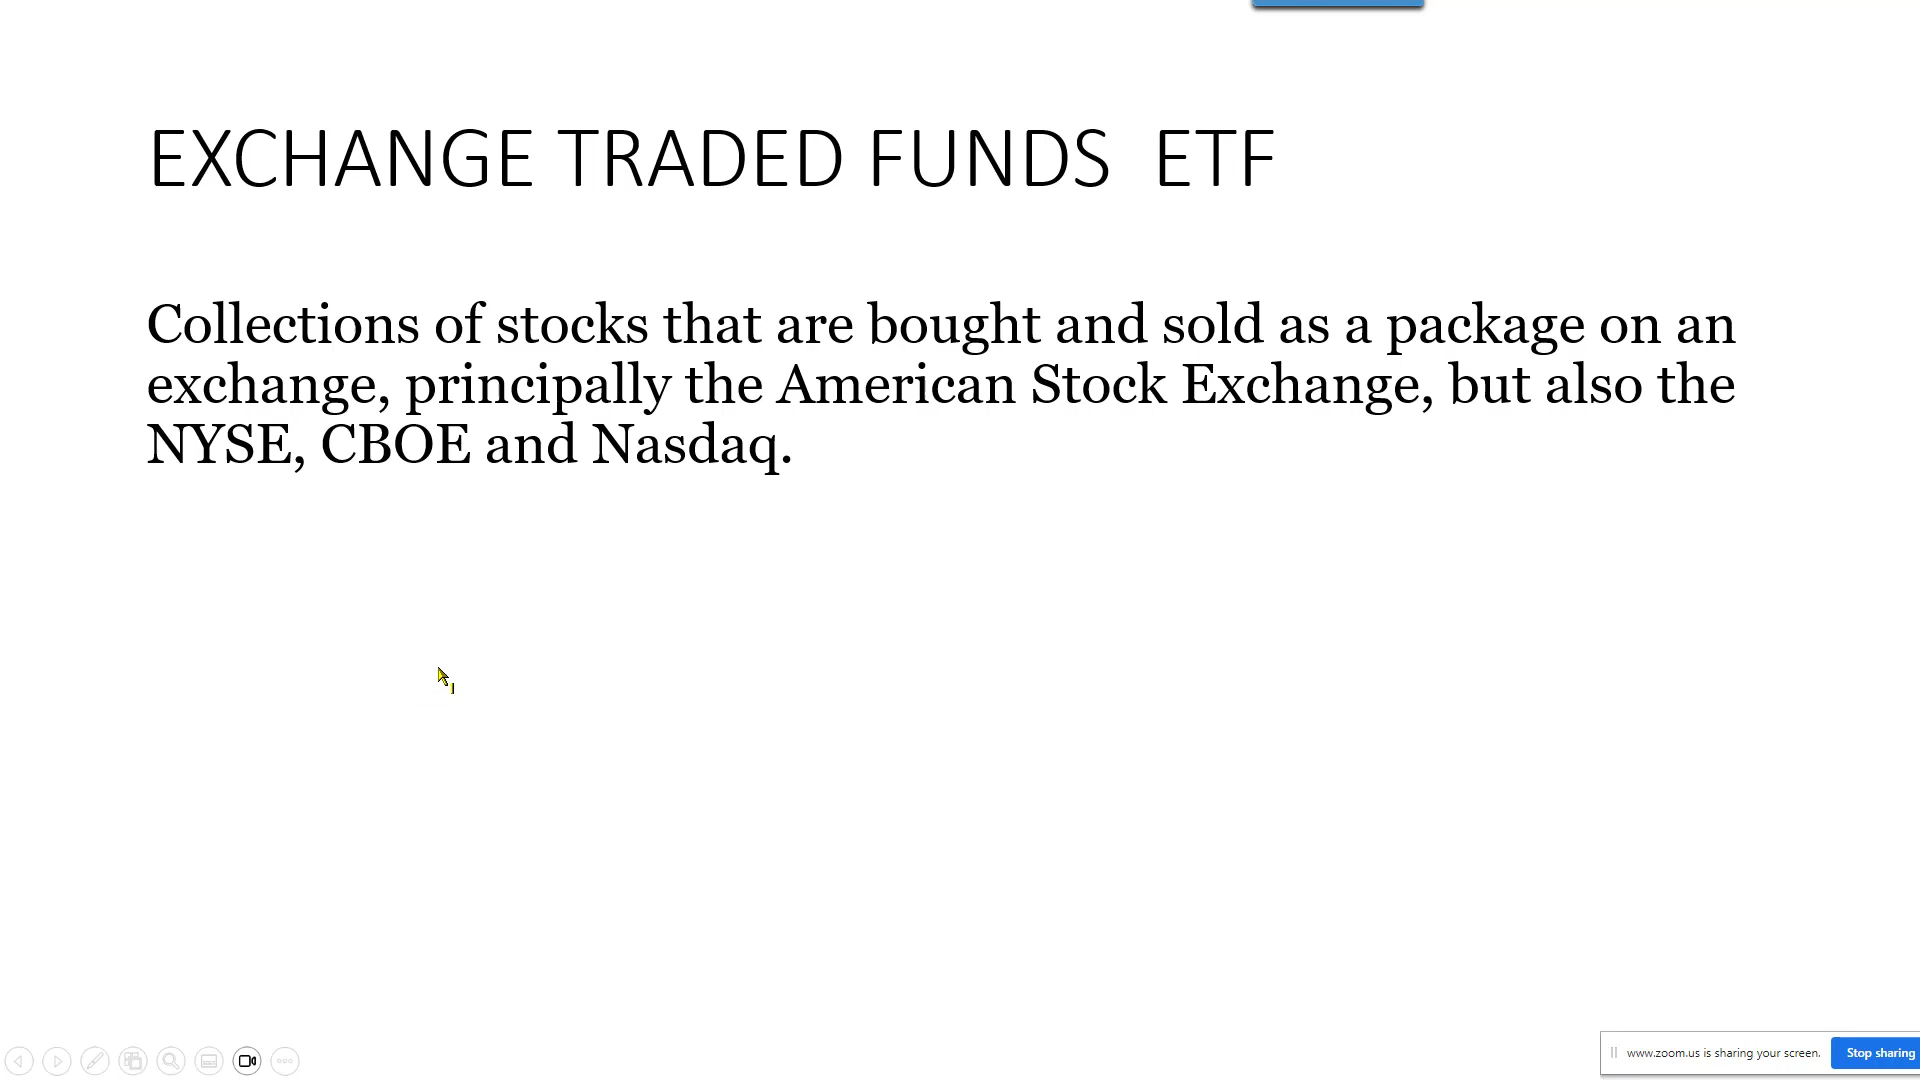 EXCHANGE TRADED FUNDS  ETF
Collections of stocks that are bought and sold as a package on an
exchange, principally the American Stock Exchange, but also the
NYSE, CBOE and Nasdaq.
www.zoom.us is sharing your screen.
Stop sharing